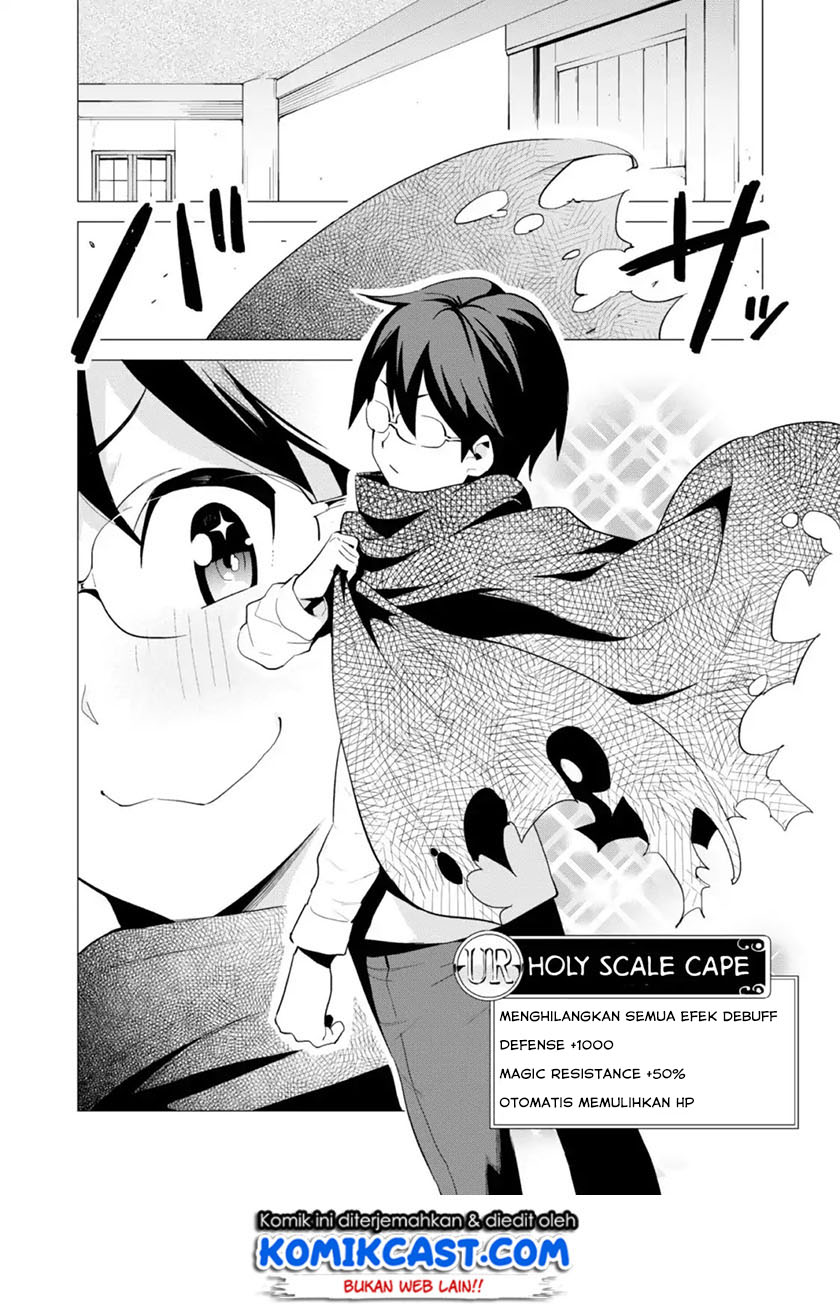 バ
サッ
UR HOLY SCALE CAPE
MENGHILANGKAN SEMUA EFEK DEBUFF
DEFENSE +1000
MAGIC RESISTANCE +50%
OTOMATIS MEMULIHKAN HP
Komik ini diterjemahkan & diedit oleh
KOMIKCAST.COM
BUKAN WEB LAIN!!